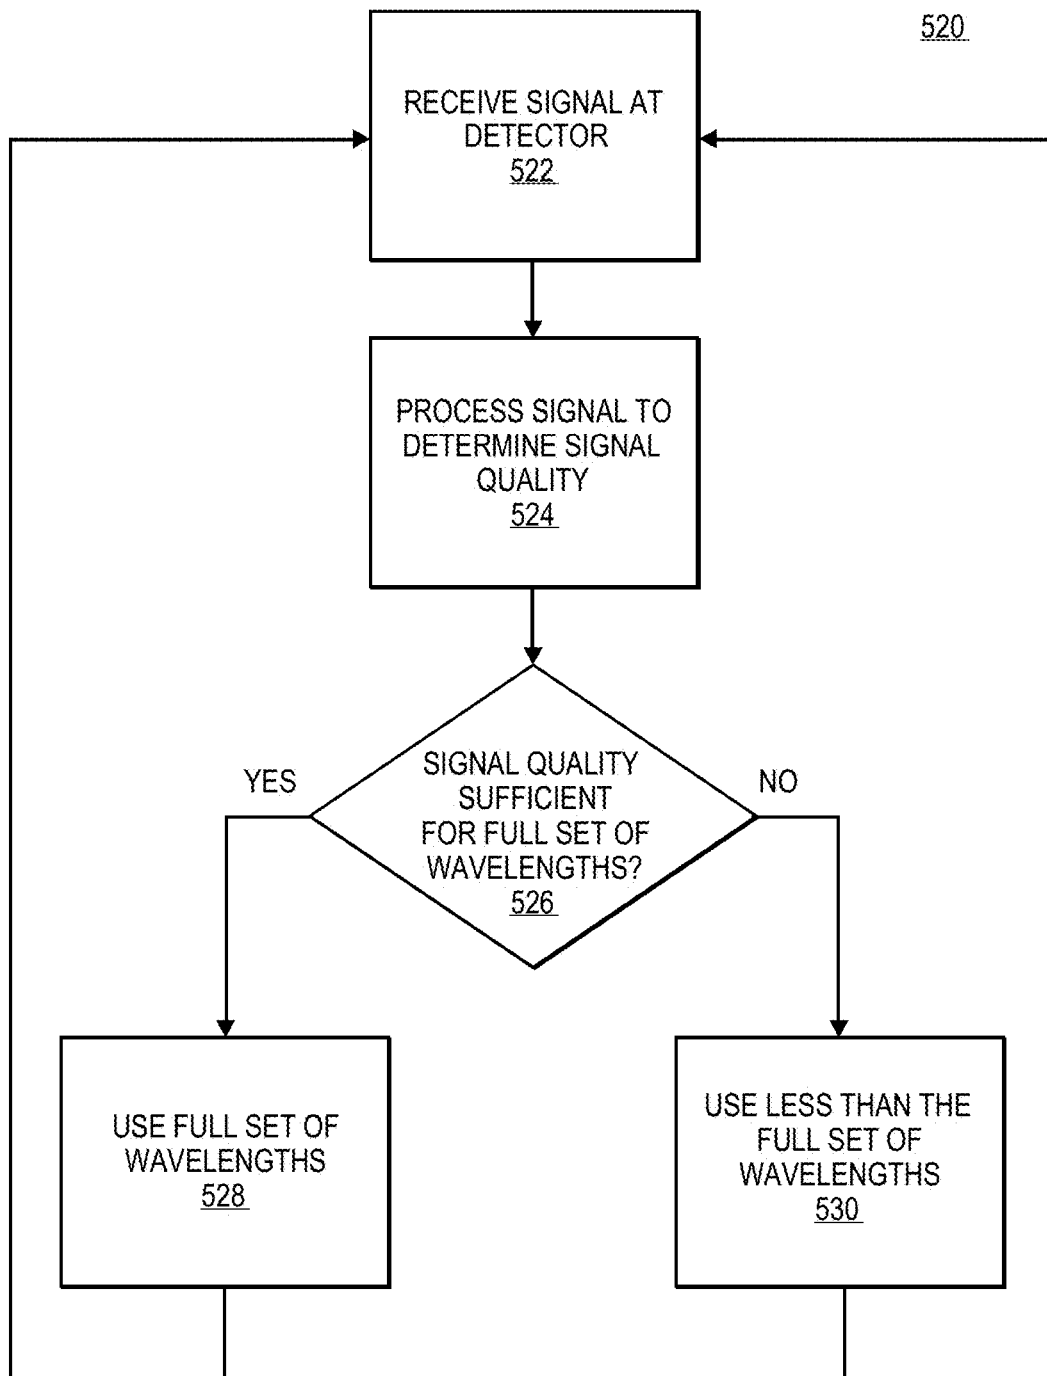 520
RECEIVE SIGNAL AT
DETECTOR
522
PROCESS SIGNAL TO
DETERMINE SIGNAL
QUALITY
524
YES
SIGNAL QUALITY
SUFFICIENT
FOR FULL SET OF
WAVELENGTHS?
526
NO
USE FULL SET OF
WAVELENGTHS
528
USE LESS THAN THE
FULL SET OF
WAVELENGTHS
530